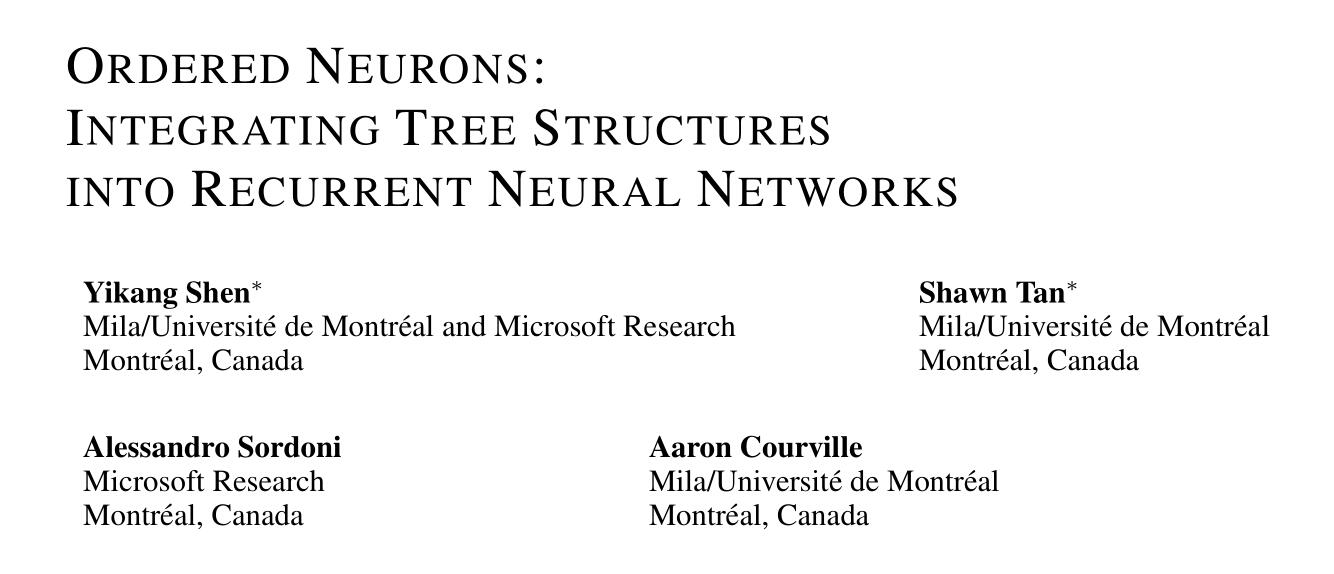 ORDERED NEURONS:
INTEGRATING TREE STRUCTURES
INTO RECURRENT NEURAL NETWORKS
Yikang Shen*
Mila/Université de Montréal and Microsoft Research
Montréal, Canada
Shawn Tan*
Mila/Université de Montréal
Montréal, Canada
Alessandro Sordoni
Microsoft Research
Montréal, Canada
Aaron Courville
Mila/Université de Montréal
Montréal, Canada